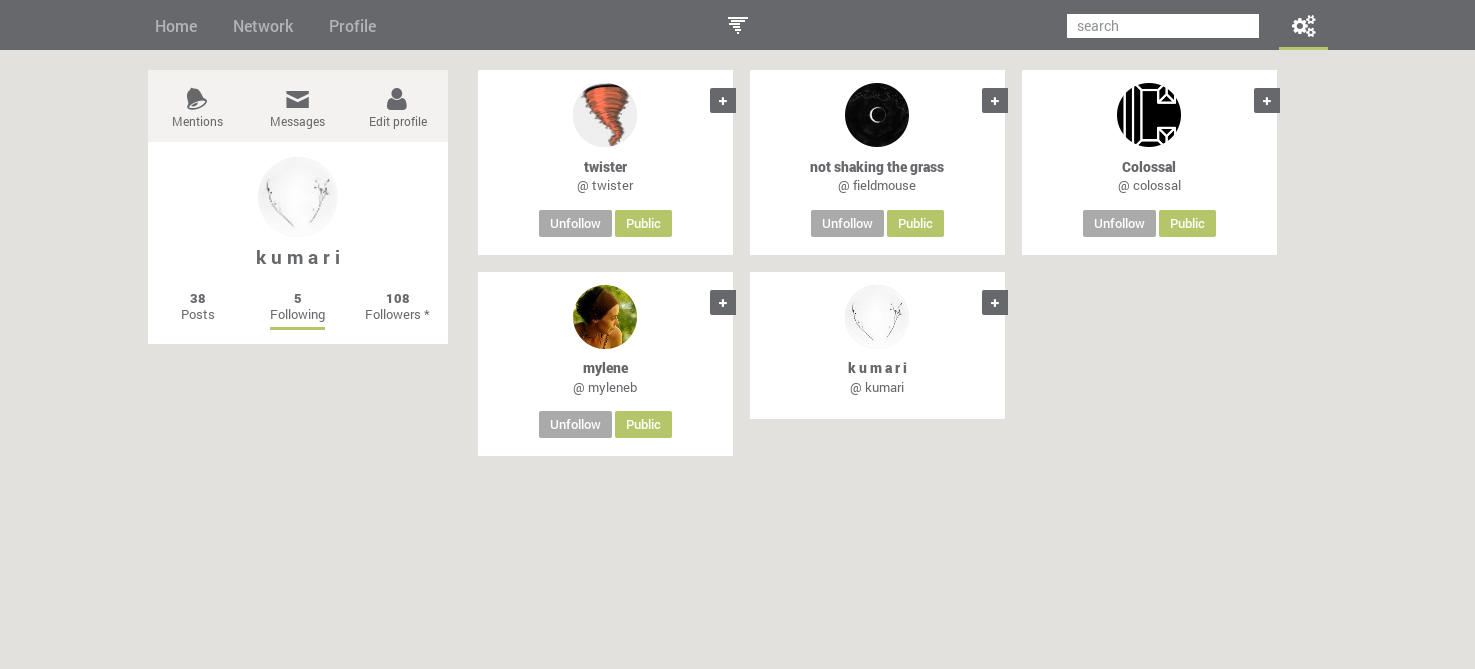 Home Network Profile search
Mentions Messages Edit profile
k u m a r i
38 5 108
Posts Following Followers *
twister
@ twister
Unfollow Public
not shaking the grass
@ fieldmouse
Unfollow Public
Colossal
@ colossal
Unfollow Public
mylene
@ myleneb
Unfollow Public
k u m a r i
@ kumari